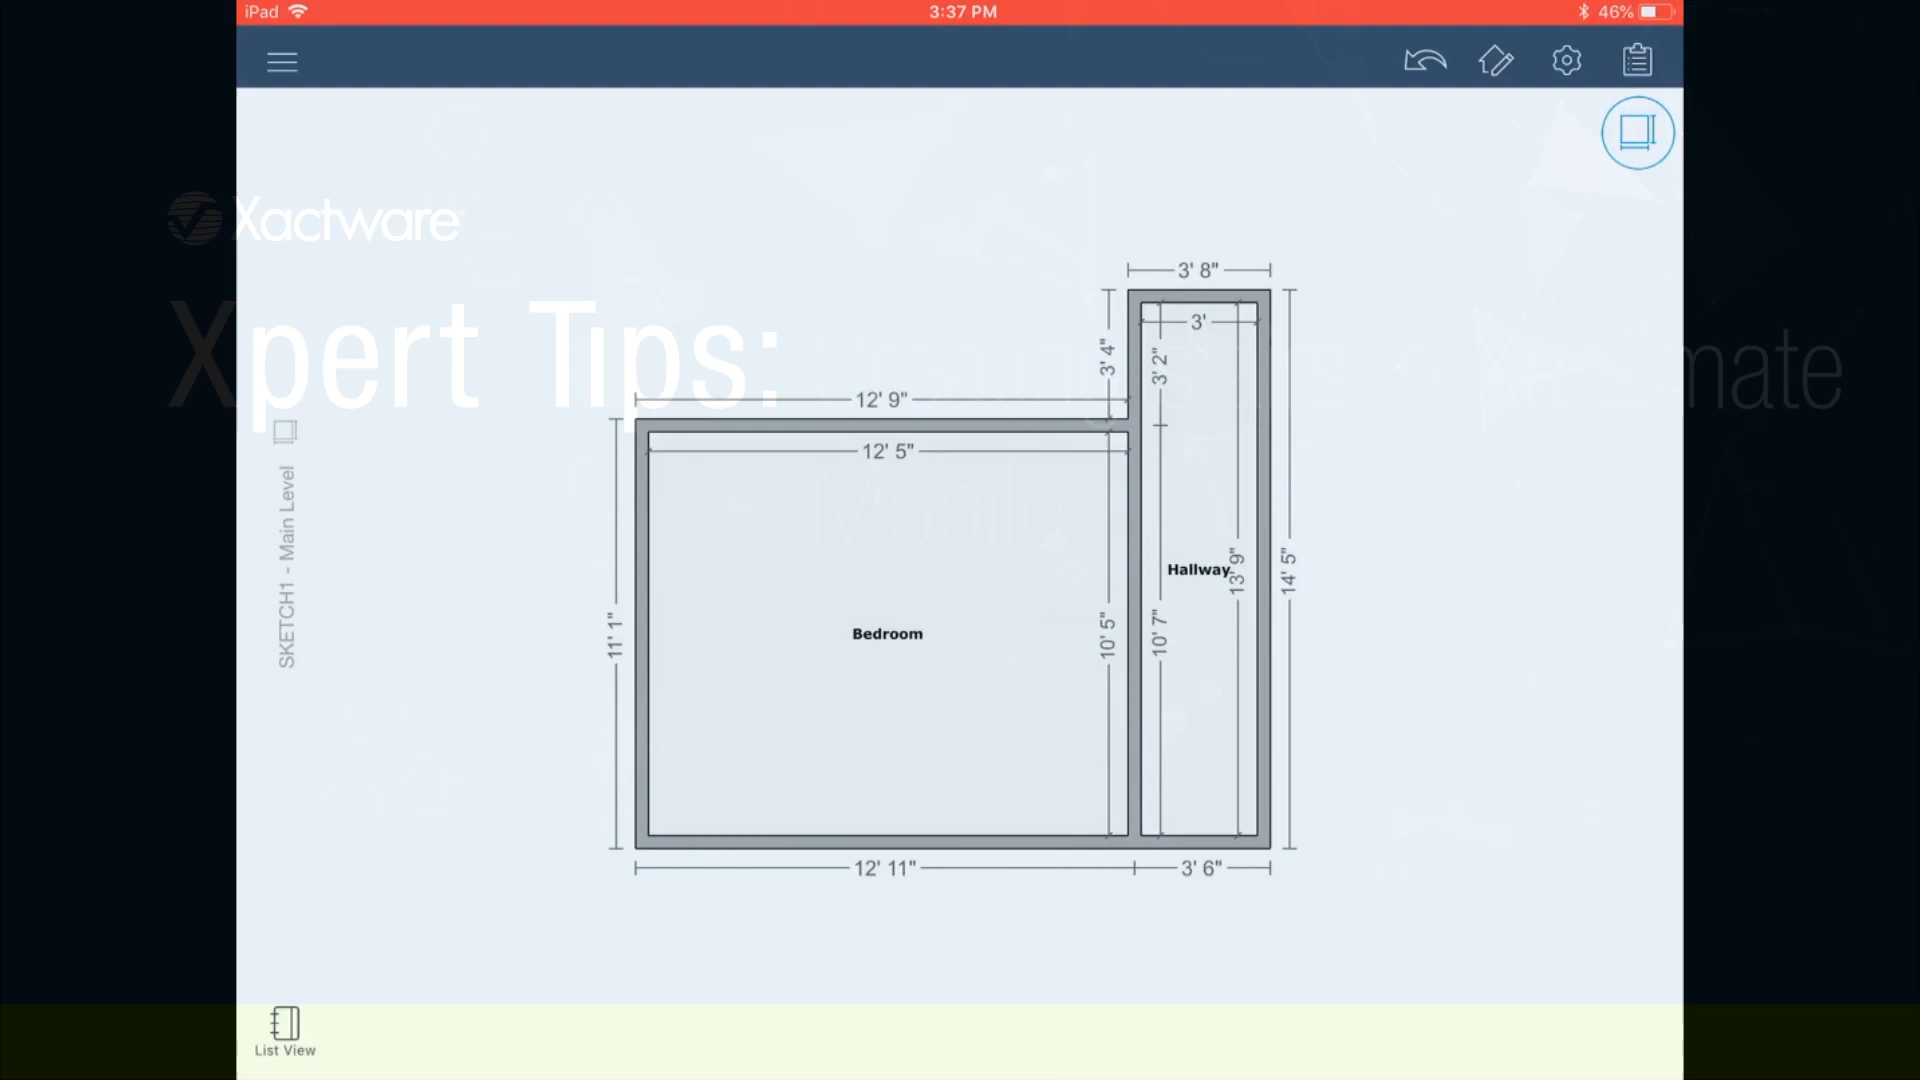 iPad
3:37 PM
46%
Xactware
Xpert Tips:
Mobile
SKETCH1 - Main Level
3' 8"
3'
3' 4"
3' 2"
12' 9"
12' 5"
Hallway
13' 9"
14' 5"
Bedroom
11' 1"
10' 5"
10' 7"
12' 11"
3' 6"
List View